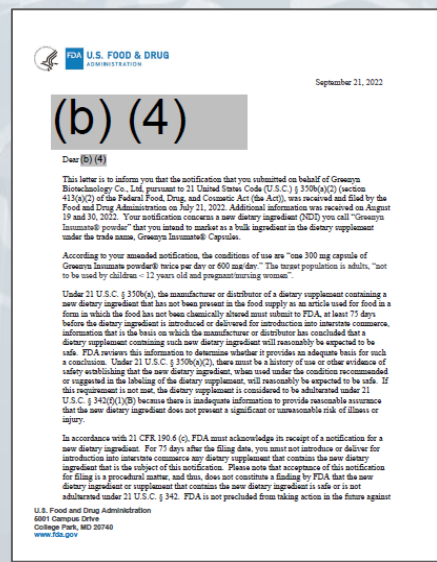 FDA U.S. FOOD & DRUG
ADMINISTRATION
September 21, 2022
(b) (4)
Dear (b) (4)
This letter is to inform you that the notification that you submitted on behalf of Greenyn
Biotechnology Co., Ltd, pursuant to 21 United States Code (U.S.C.) § 350b(a)(2) (section
413(a)(2) of the Federal Food, Drug, and Cosmetic Act (the Act)), was received and filed by the
Food and Drug Administration on July 21, 2022. Additional information was received on August
19 and 30, 2022. Your notification concerns a new dietary ingredient (NDI) you call “Greenyn
Insumate® powder” that you intend to market as a bulk ingredient in the dietary supplement
under the trade name, Greenyn Insumate® Capsules.
According to your amended notification, the conditions of use are “one 300 mg capsule of
Greenyn Insumate powder® twice per day or 600 mg/day.” The target population is adults, “not
to be used by children < 12 years old and pregnant/nursing women”.
Under 21 U.S.C. § 350b(a), the manufacturer or distributor of a dietary supplement containing a
new dietary ingredient that has not been present in the food supply as an article used for food in a
form in which the food has not been chemically altered must submit to FDA, at least 75 days
before the dietary ingredient is introduced or delivered for introduction into interstate commerce,
information that is the basis on which the manufacturer or distributor has concluded that a
dietary supplement containing such new dietary ingredient will reasonably be expected to be
safe. FDA reviews this information to determine whether it provides an adequate basis for such
a conclusion. Under 21 U.S.C. § 350b(a)(2), there must be a history of use or other evidence of
safety establishing that the new dietary ingredient, when used under the condition recommended
or suggested in the labeling of the dietary supplement, will reasonably be expected to be safe. If
this requirement is not met, the dietary supplement is considered to be adulterated under 21
U.S.C. § 342(f)(1)(B) because there is inadequate information to provide reasonable assurance
that the new dietary ingredient does not present a significant or unreasonable risk of illness or
injury.
In accordance with 21 CFR 190.6 (c), FDA must acknowledge its receipt of a notification for a
new dietary ingredient. For 75 days after the filing date, you must not introduce or deliver for
introduction into interstate commerce any dietary supplement that contains the new dietary
ingredient that is the subject of this notification. Please note that acceptance of this notification
for filing is a procedural matter, and thus, does not constitute a finding by FDA that the new
dietary ingredient or supplement that contains the new dietary ingredient is safe or is not
adulterated under 21 U.S.C. § 342. FDA is not precluded from taking action in the future against
U.S. Food and Drug Administration
5001 Campus Drive
College Park, MD 20740
www.fda.gov